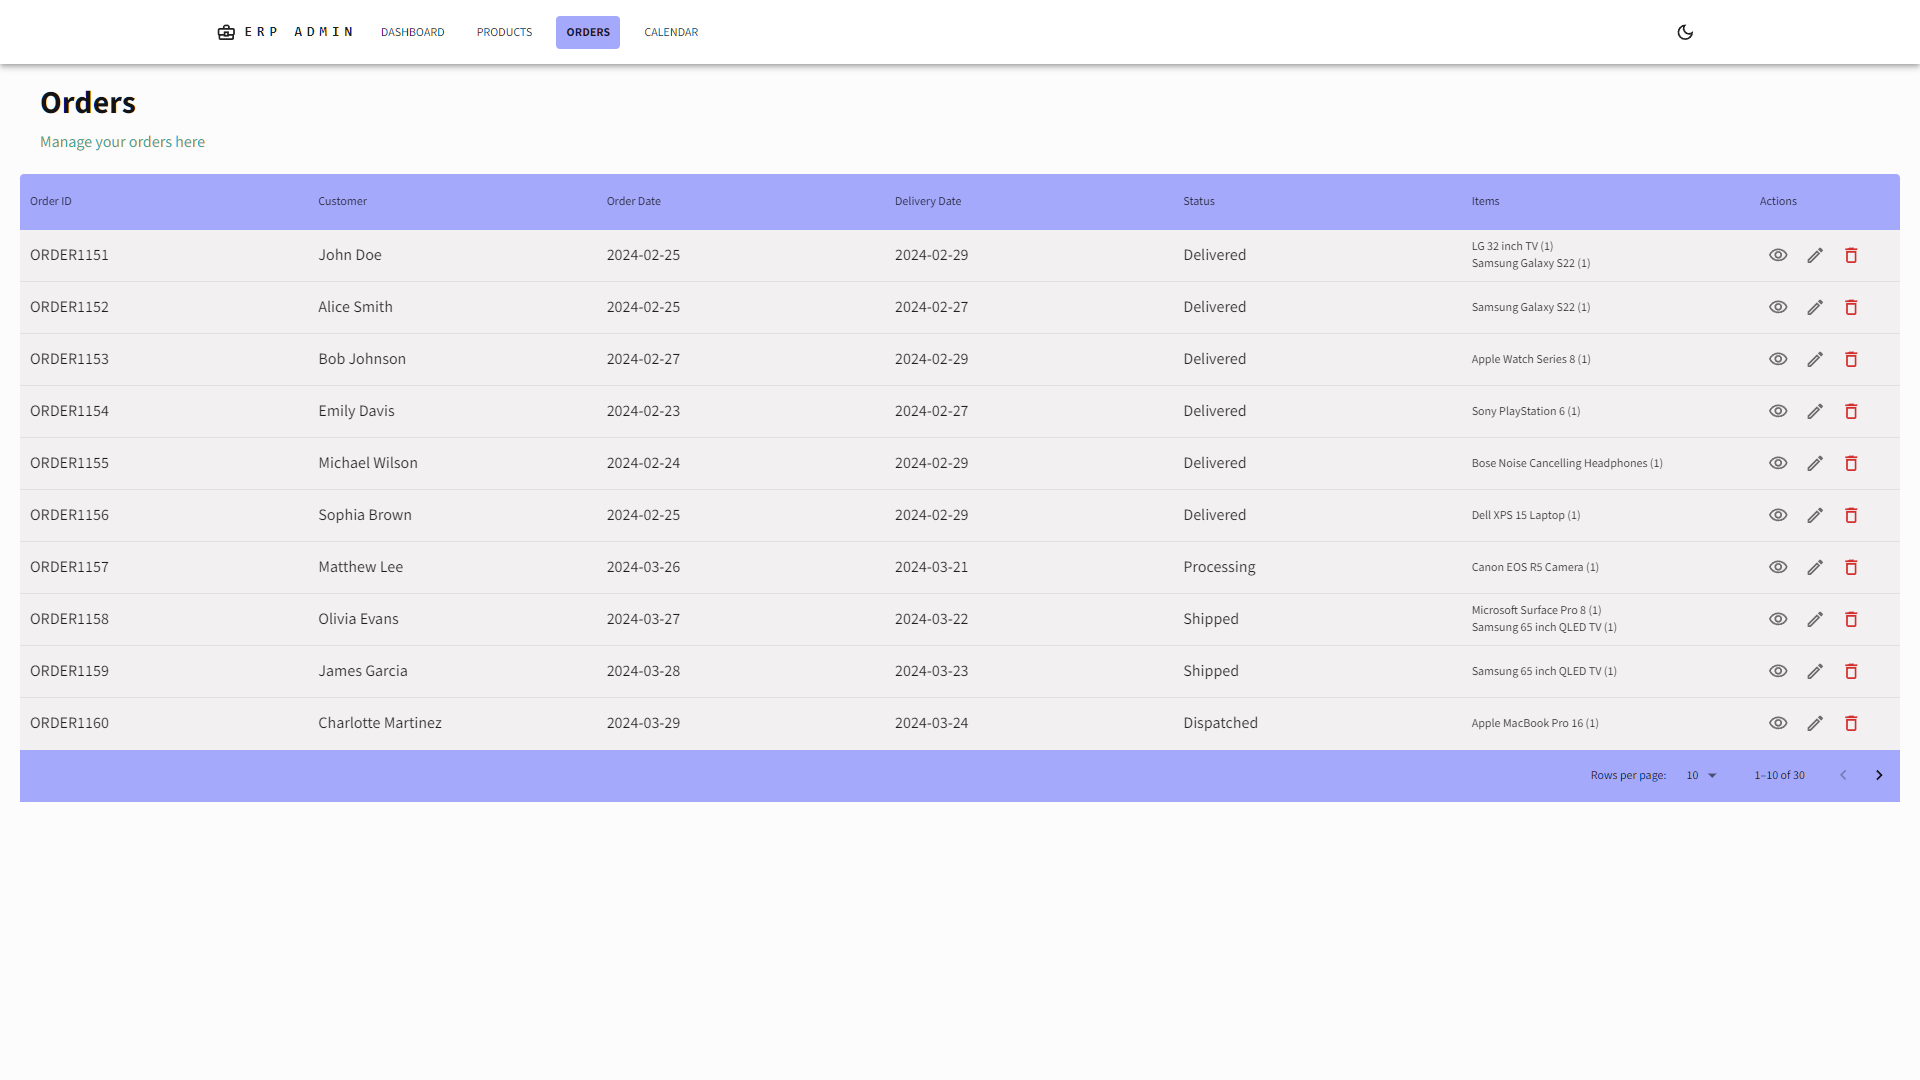 ERP ADMIN DASHBOARD PRODUCTS ORDERS CALENDAR
Orders
Manage your orders here
Order ID Customer Order Date Delivery Date Status Items Actions
ORDER1151 John Doe 2024-02-25 2024-02-29 Delivered LG 32 inch TV (1)
Samsung Galaxy S22 (1)
ORDER1152 Alice Smith 2024-02-25 2024-02-27 Delivered Samsung Galaxy S22 (1)
ORDER1153 Bob Johnson 2024-02-27 2024-02-29 Delivered Apple Watch Series 8 (1)
ORDER1154 Emily Davis 2024-02-23 2024-02-27 Delivered Sony PlayStation 6 (1)
ORDER1155 Michael Wilson 2024-02-24 2024-02-29 Delivered Bose Noise Cancelling Headphones (1)
ORDER1156 Sophia Brown 2024-02-25 2024-02-29 Delivered Dell XPS 15 Laptop (1)
ORDER1157 Matthew Lee 2024-03-26 2024-03-21 Processing Canon EOS R5 Camera (1)
ORDER1158 Olivia Evans 2024-03-27 2024-03-22 Shipped Microsoft Surface Pro 8 (1)
Samsung 65 inch QLED TV (1)
ORDER1159 James Garcia 2024-03-28 2024-03-23 Shipped Samsung 65 inch QLED TV (1)
ORDER1160 Charlotte Martinez 2024-03-29 2024-03-24 Dispatched Apple MacBook Pro 16 (1)
Rows per page: 10 1–10 of 30